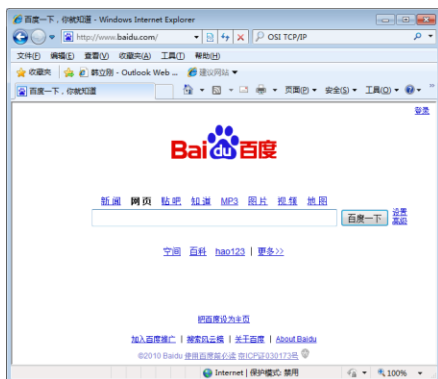 百度一下，你就知道 - Windows Internet Explorer
http://www.baidu.com/ OSI TCP/IP
文件(F) 编辑(E) 查看(V) 收藏夹(A) 工具(T) 帮助(H)
收藏夹 韩立刚 - Outlook Web ... 建议网站
百度一下，你就知道 页面(P) 安全(S) 工具(O)
登录
Bai du 百度
新闻 网页 贴吧 知道 MP3 图片 视频 地图
百度一下 设置
高级
空间 百科 hao123 | 更多>>
把百度设为主页
加入百度推广 | 搜索风云榜 | 关于百度 | About Baidu
©2010 Baidu 使用百度前必读 京ICP证030173号
Internet | 保护模式: 禁用 100%